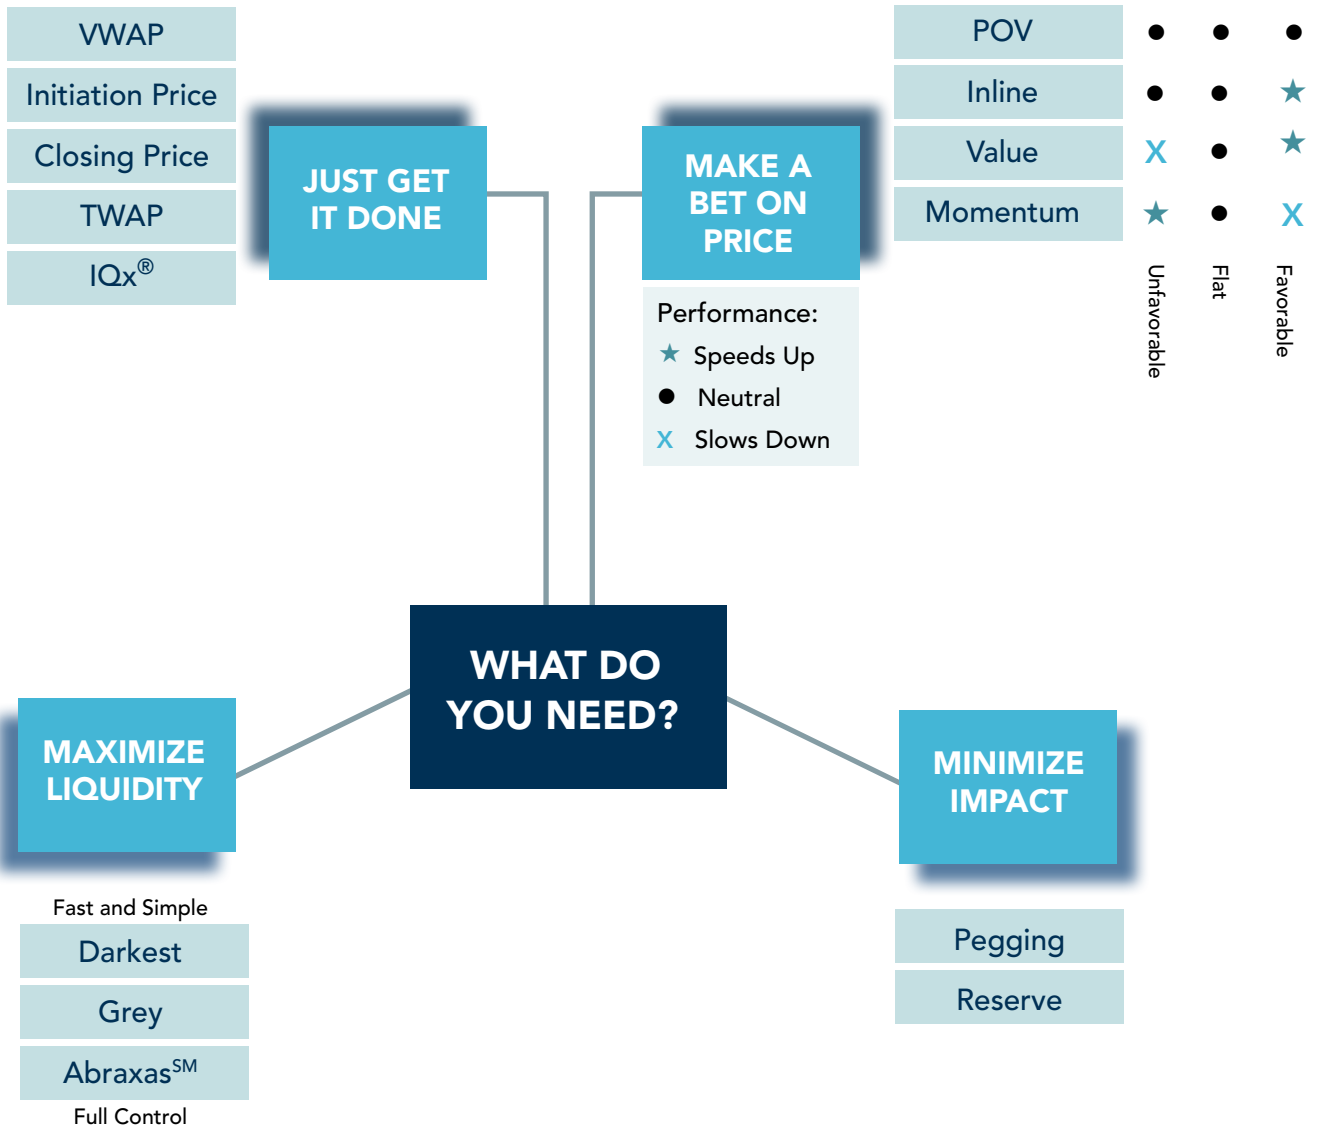 VWAP
Initiation Price
Closing Price
TWAP
IQx®
JUST GET
IT DONE
MAKE A
BET ON
PRICE
Performance:
★ Speeds Up
● Neutral
X Slows Down
POV ● ● ●
Inline ● ● ★
Value X ● ★
Momentum ★ ● X
Unfavorable
Flat
Favorable
WHAT DO
YOU NEED?
MAXIMIZE
LIQUIDITY
Fast and Simple
Darkest
Grey
Abraxas℠
Full Control
MINIMIZE
IMPACT
Pegging
Reserve